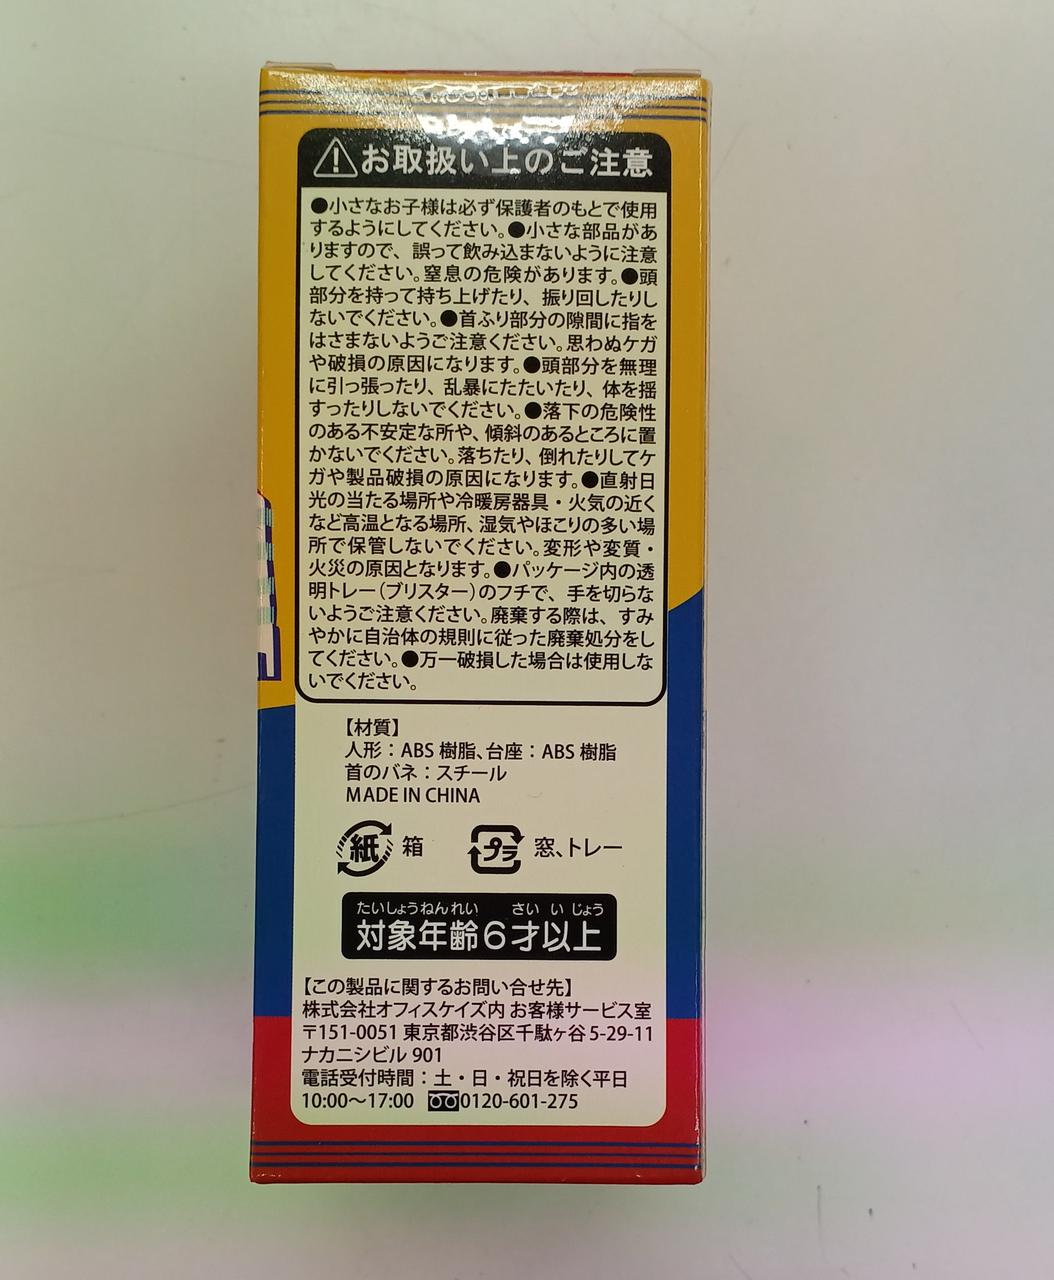 お取扱い上のご注意
●小さなお子様は必ず保護者のもとで使用
するようにしてください。●小さな部品があ
りますので、誤って飲み込まないように注意
してください。窒息の危険があります。●頭
部分を持って持ち上げたり、振り回したりし
ないでください。●首ふり部分の隙間に指を
はさまないようご注意ください。思わぬケガ
や破損の原因になります。●頭部分を無理
に引っ張ったり、乱暴にたたいたり、体を揺
すったりしないでください。●落下の危険性
のある不安定な所や、傾斜のあるところに置
かないでください。落ちたり、倒れたりしてケ
ガや製品破損の原因になります。●直射日
光の当たる場所や冷暖房器具・火気の近く
など高温となる場所、湿気やほこりの多い場
所で保管しないでください。変形や変質・
火災の原因となります。●パッケージ内の透
明トレー(ブリスター)のフチで、手を切らな
いようご注意ください。廃棄する際は、すみ
やかに自治体の規則に従った廃棄処分をし
てください。●万一破損した場合は使用しな
いでください。
【材質】
人形：ABS 樹脂、台座：ABS 樹脂
首のバネ：スチール
MADE IN CHINA
紙 箱 プラ 窓、トレー
たいしょうねんれい さい い じょう
対象年齢6才以上
【この製品に関するお問い合せ先】
株式会社オフィスケイズ内 お客様サービス室
〒151-0051 東京都渋谷区千駄ヶ谷 5-29-11
ナカニシビル 901
電話受付時間：土・日・祝日を除く平日
10:00〜17:00 0120-601-275